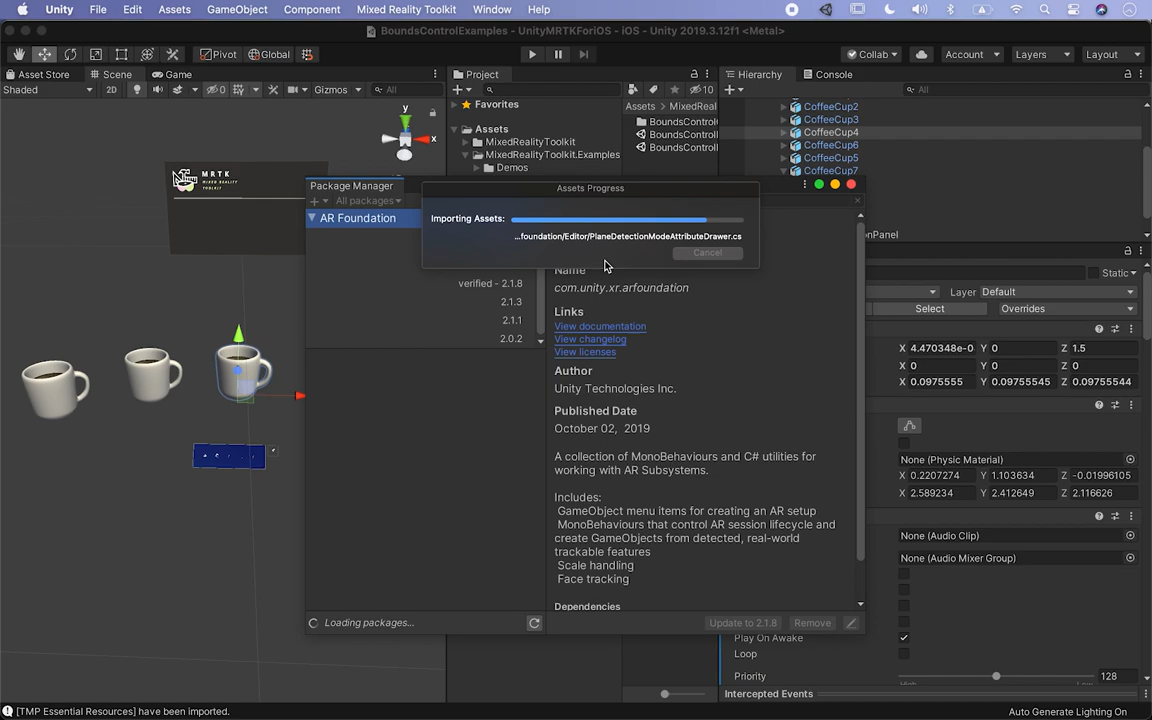 Unity File Edit Assets GameObject Component Mixed Reality Toolkit Window Help
BoundsControlExamples - UnityMRTKForiOS - iOS - Unity 2019.3.12f1 <Metal>
Pivot Global Collab Account Layers Layout
Asset Store Scene Game Project Hierarchy Console
Shaded 2D 0 Gizmos All 10 All
Favorites
Assets
MixedRealityToolkit
MixedRealityToolkit.Examples
Demos
Assets > MixedReal
BoundsControl
BoundsControll
BoundsControll
CoffeeCup2
CoffeeCup3
CoffeeCup4
CoffeeCup6
CoffeeCup5
CoffeeCup7
y
x
MRTK
MIXED REALITY
TOOLKIT
Package Manager
All packages
AR Foundation
verified - 2.1.8
2.1.3
2.1.1
2.0.2
Loading packages...
Assets Progress
Importing Assets:
...foundation/Editor/PlaneDetectionModeAttributeDrawer.cs
Cancel
Name
com.unity.xr.arfoundation
Links
View documentation
View changelog
View licenses
Author
Unity Technologies Inc.
Published Date
October 02, 2019
A collection of MonoBehaviours and C# utilities for
working with AR Subsystems.
Includes:
GameObject menu items for creating an AR setup
MonoBehaviours that control AR session lifecycle and
create GameObjects from detected, real-world
trackable features
Scale handling
Face tracking
Dependencies
Update to 2.1.8 Remove
onPanel
Static
Layer Default
Select Overrides
X 4.470348e-0 Y 0 Z 1.5
X 0 Y 0 Z 0
X 0.0975555 Y 0.09755545 Z 0.09755544
None (Physic Material)
X 0.2207274 Y 1.103634 Z -0.01996105
X 2.589234 Y 2.412649 Z 2.116626
None (Audio Clip)
None (Audio Mixer Group)
Play On Awake
Loop
Priority 128
Intercepted Events
[TMP Essential Resources] have been imported.
Auto Generate Lighting On